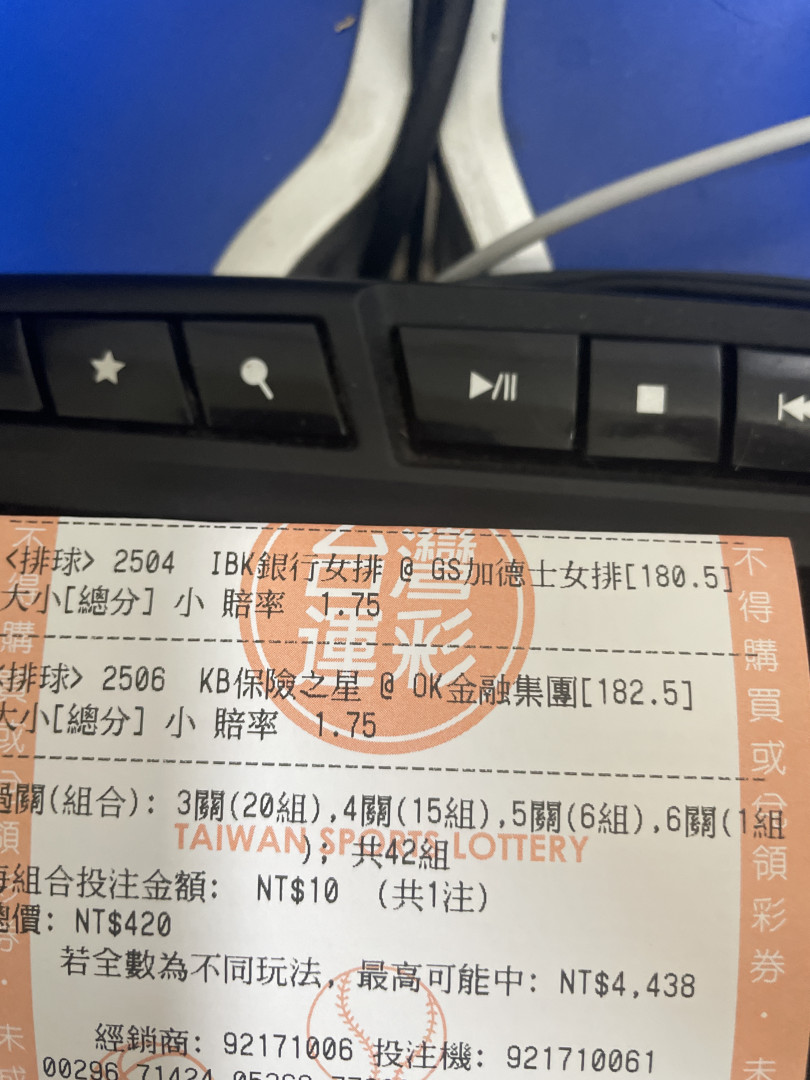 <排球> 2504 IBK銀行女排 @ GS加德士女排[180.5]
大小[總分] 小 賠率 1.75
<排球> 2506 KB保險之星 @ OK金融集團[182.5]
大小[總分] 小 賠率 1.75
過關(組合): 3關(20組),4關(15組),5關(6組),6關(1組
); 共42組
每組合投注金額: NT$10 (共1注)
總價: NT$420
若全數為不同玩法, 最高可能中: NT$4,438
經銷商: 92171006 投注機: 921710061
00296 71424
台灣
運彩
TAIWAN SPORTS LOTTERY
不得購買或兌領彩券・未